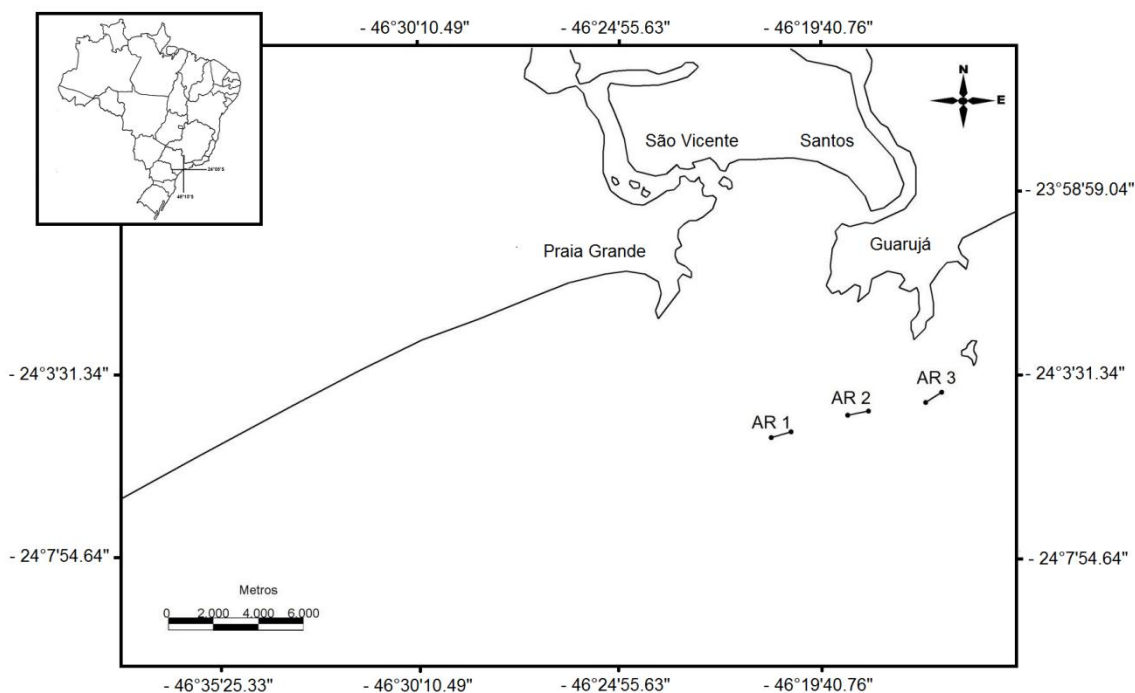 - 46°30'10.49"
- 46°24'55.63"
- 46°19'40.76"
N
E
São Vicente
Santos
24°00'S
- 23°58'59.04"
Praia Grande
Guarujá
- 24°3'31.34"
- 24°3'31.34"
AR 3
AR 2
AR 1
- 24°7'54.64"
- 24°7'54.64"
Metros
0 2.000 4.000 6.000
- 46°35'25.33"
- 46°30'10.49"
- 46°24'55.63"
- 46°19'40.76"